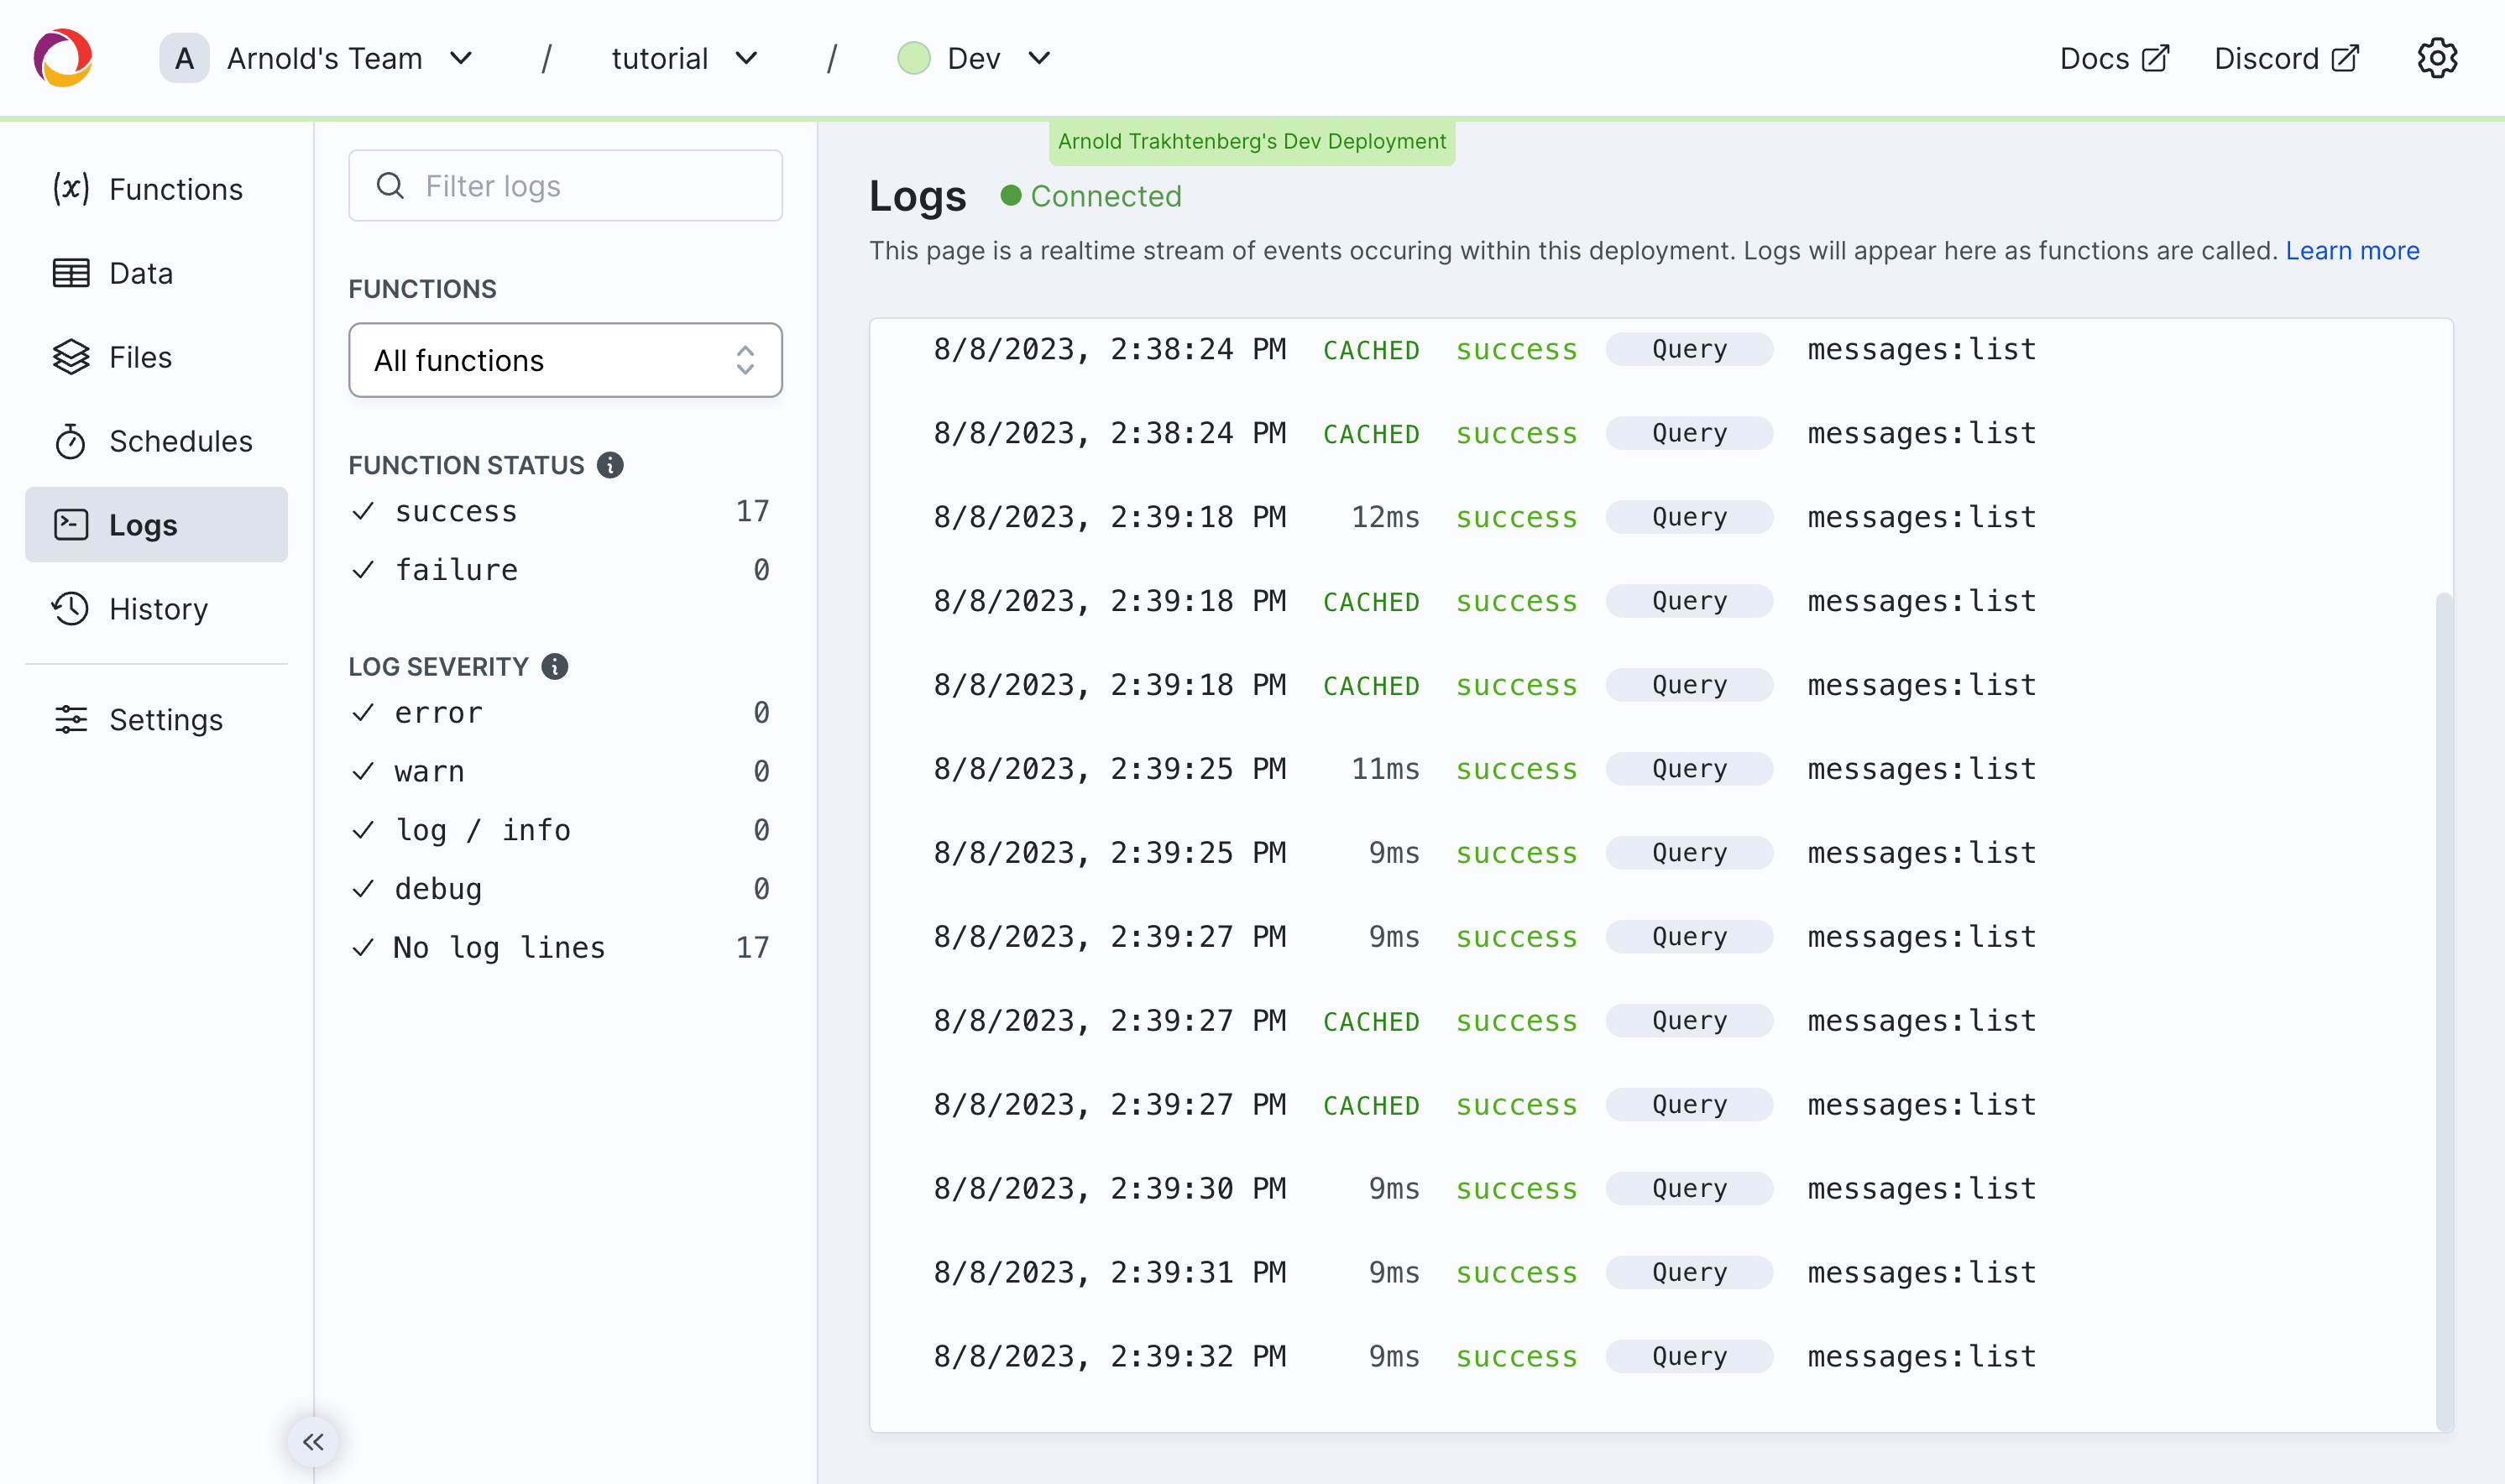 A Arnold's Team / tutorial / Dev Docs Discord
Arnold Trakhtenberg's Dev Deployment
Functions
Data
Files
Schedules
Logs
History
Settings
Filter logs
FUNCTIONS
All functions
FUNCTION STATUS
success 17
failure 0
LOG SEVERITY
error 0
warn 0
log / info 0
debug 0
No log lines 17
Logs Connected
This page is a realtime stream of events occuring within this deployment. Logs will appear here as functions are called. Learn more
8/8/2023, 2:38:24 PM CACHED success Query messages:list
8/8/2023, 2:38:24 PM CACHED success Query messages:list
8/8/2023, 2:39:18 PM 12ms success Query messages:list
8/8/2023, 2:39:18 PM CACHED success Query messages:list
8/8/2023, 2:39:18 PM CACHED success Query messages:list
8/8/2023, 2:39:25 PM 11ms success Query messages:list
8/8/2023, 2:39:25 PM 9ms success Query messages:list
8/8/2023, 2:39:27 PM 9ms success Query messages:list
8/8/2023, 2:39:27 PM CACHED success Query messages:list
8/8/2023, 2:39:27 PM CACHED success Query messages:list
8/8/2023, 2:39:30 PM 9ms success Query messages:list
8/8/2023, 2:39:31 PM 9ms success Query messages:list
8/8/2023, 2:39:32 PM 9ms success Query messages:list